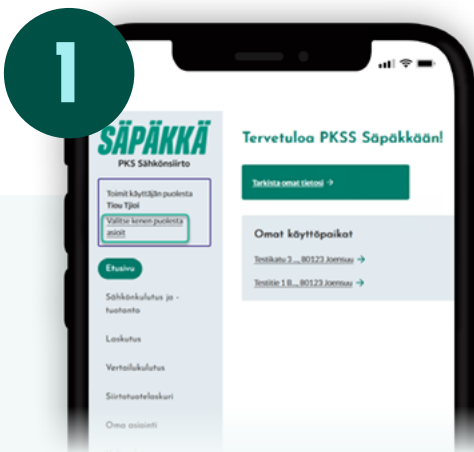 1
SÄPÄKKÄ
PKS Sähkönsiirto
Toimit käyttäjän puolesta
Tiou Tjioi
Valitse kenen puolesta
asioit
Etusivu
Sähkönkulutus ja -
tuotanto
Laskutus
Vertailukulutus
Siirtotuotelaskuri
Oma asiointi
Tervetuloa PKSS Säpäkkään!
Tarkista omat tietosi →
Omat käyttöpaikat
Testikatu 3 ..., 80123 Joensuu →
Testitie 1 B..., 80123 Joensuu →